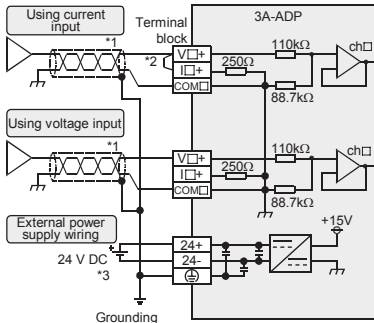 Using current
input
Terminal
block
3A-ADP
*1
*2
V□+
I□+
COM□
250Ω
110kΩ
88.7kΩ
ch□
Using voltage input
*1
V□+
I□+
COM□
250Ω
110kΩ
88.7kΩ
ch□
External power
supply wiring
24 V DC
*3
24+
24-
+15V
Grounding